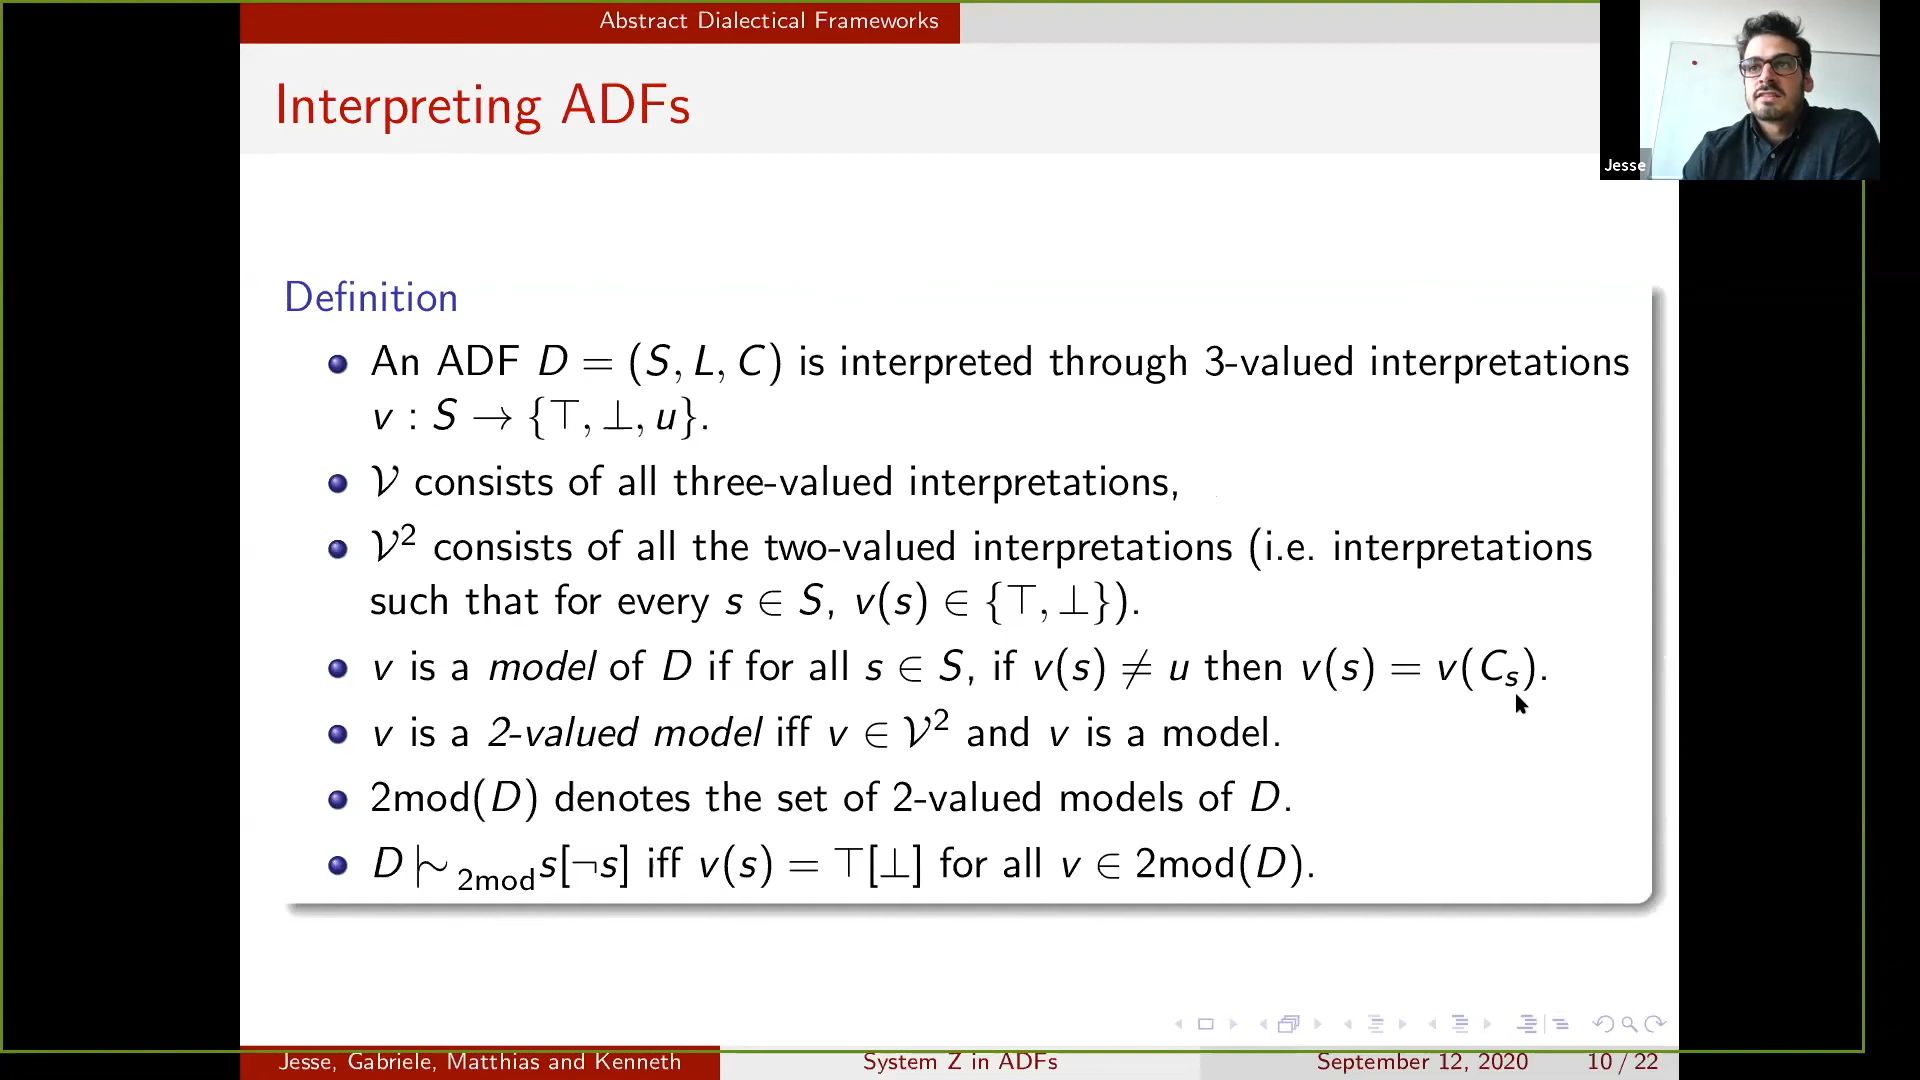 Abstract Dialectical Frameworks
Interpreting ADFs
Jesse
Definition
An ADF D = (S, L, C) is interpreted through 3-valued interpretations
v : S → {⊤, ⊥, u}.
𝒱 consists of all three-valued interpretations,
𝒱² consists of all the two-valued interpretations (i.e. interpretations
such that for every s ∈ S, v(s) ∈ {⊤, ⊥}).
v is a model of D if for all s ∈ S, if v(s) ≠ u then v(s) = v(Cₛ).
v is a 2-valued model iff v ∈ 𝒱² and v is a model.
2mod(D) denotes the set of 2-valued models of D.
D |∼ 2mod s[¬s] iff v(s) = ⊤[⊥] for all v ∈ 2mod(D).
Jesse, Gabriele, Matthias and Kenneth
System Z in ADFs
September 12, 2020
10 / 22